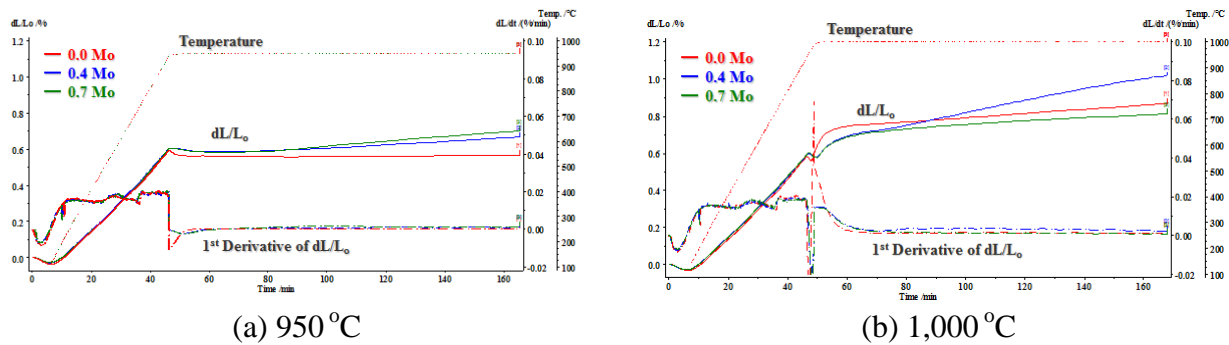 dL/Lo /%
Temp. /°C
dL/dt /(%/min)
Temperature
0.0 Mo
0.4 Mo
0.7 Mo
dL/Lo
1st Derivative of dL/Lo
1.2
1.0
0.8
0.6
0.4
0.2
0.0
0.10
0.08
0.06
0.04
0.02
0.00
-0.02
1000
900
800
700
600
500
400
300
200
100
0 20 40 60 80 100 120 140 160
Time /min
(a) 950 °C
dL/Lo /%
Temp. /°C
dL/dt /(%/min)
Temperature
0.0 Mo
0.4 Mo
0.7 Mo
dL/Lo
1st Derivative of dL/Lo
1.2
1.0
0.8
0.6
0.4
0.2
0.0
0.10
0.08
0.06
0.04
0.02
0.00
-0.02
1000
900
800
700
600
500
400
300
200
100
0 20 40 60 80 100 120 140 160
Time /min
(b) 1,000 °C